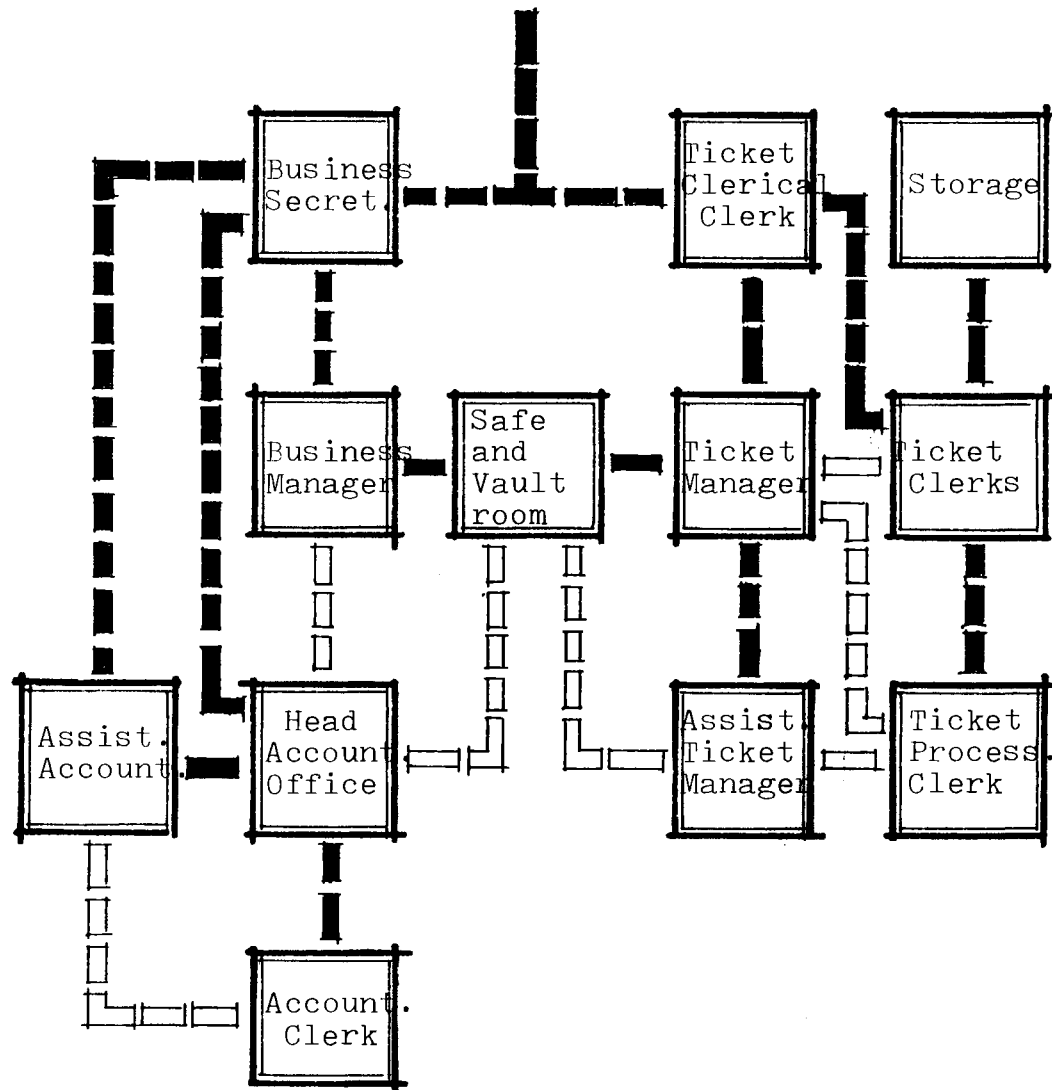 Business
Secret.
Ticket
Clerical
Clerk
Storage
Business
Manager
Safe
and
Vault
room
Ticket
Manager
Ticket
Clerks
Assist.
Account.
Head
Account
Office
Assist.
Ticket
Manager
Ticket
Process.
Clerk
Account.
Clerk